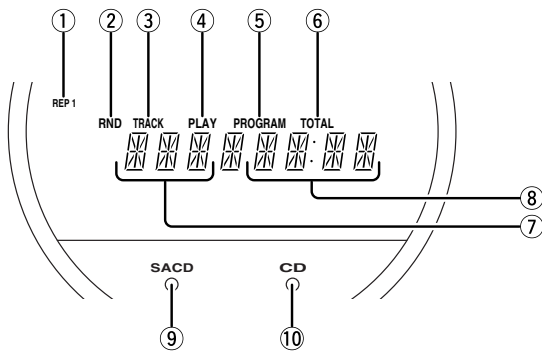 ① ② ③ ④ ⑤ ⑥
REP 1
RND TRACK PLAY PROGRAM TOTAL
⑧
⑦
SACD CD
⑨ ⑩